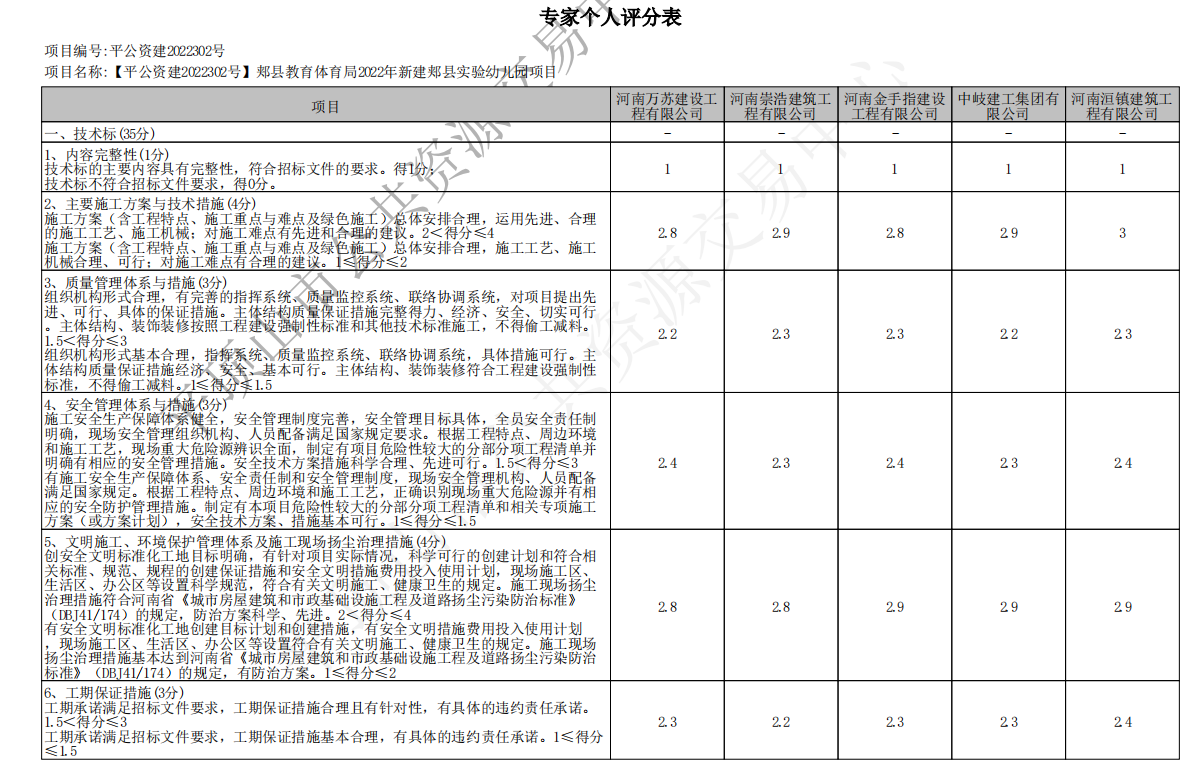 专家个人评分表
项目编号:平公资建2022302号
项目名称:【平公资建2022302号】郏县教育体育局2022年新建郏县实验幼儿园项目
项目
河南万苏建设工
程有限公司
河南崇浩建筑工
程有限公司
河南金手指建设
工程有限公司
中岐建工集团有
限公司
河南洹镇建筑工
程有限公司
一、技术标(35分)
－ － － － －
1、内容完整性(1分)
技术标的主要内容具有完整性，符合招标文件的要求。得1分；
技术标不符合招标文件要求，得0分。
1 1 1 1 1
2、主要施工方案与技术措施(4分)
施工方案（含工程特点、施工重点与难点及绿色施工）总体安排合理，运用先进、合理
的施工工艺、施工机械；对施工难点有先进和合理的建议。2＜得分≤4
施工方案（含工程特点、施工重点与难点及绿色施工）总体安排合理，施工工艺、施工
机械合理、可行；对施工难点有合理的建议。1≤得分≤2
2.8 2.9 2.8 2.9 3
3、质量管理体系与措施(3分)
组织机构形式合理，有完善的指挥系统、质量监控系统、联络协调系统，对项目提出先
进、可行、具体的保证措施。主体结构质量保证措施完整得力、经济、安全、切实可行
。主体结构、装饰装修按照工程建设强制性标准和其他技术标准施工，不得偷工减料。
1.5＜得分≤3
组织机构形式基本合理，指挥系统、质量监控系统、联络协调系统，具体措施可行。主
体结构质量保证措施经济、安全、基本可行。主体结构、装饰装修符合工程建设强制性
标准，不得偷工减料。1≤得分≤1.5
2.2 2.3 2.3 2.2 2.3
4、安全管理体系与措施(3分)
施工安全生产保障体系健全，安全管理制度完善，安全管理目标具体，全员安全责任制
明确，现场安全管理组织机构、人员配备满足国家规定要求。根据工程特点、周边环境
和施工工艺，现场重大危险源辨识全面，制定有项目危险性较大的分部分项工程清单并
明确有相应的安全管理措施。安全技术方案措施科学合理、先进可行。1.5＜得分≤3
有施工安全生产保障体系、安全责任制和安全管理制度，现场安全管理机构、人员配备
满足国家规定。根据工程特点、周边环境和施工工艺，正确识别现场重大危险源并有相
应的安全防护管理措施。制定有本项目危险性较大的分部分项工程清单和相关专项施工
方案（或方案计划），安全技术方案、措施基本可行。1≤得分≤1.5
2.4 2.3 2.4 2.3 2.4
5、文明施工、环境保护管理体系及施工现场扬尘治理措施(4分)
创安全文明标准化工地目标明确，有针对项目实际情况，科学可行的创建计划和符合相
关标准、规范、规程的创建保证措施和安全文明措施费用投入使用计划，现场施工区、
生活区、办公区等设置科学规范，符合有关文明施工、健康卫生的规定。施工现场扬尘
治理措施符合河南省《城市房屋建筑和市政基础设施工程及道路扬尘污染防治标准》
（DBJ41/174）的规定，防治方案科学、先进。2＜得分≤4
有安全文明标准化工地创建目标计划和创建措施，有安全文明措施费用投入使用计划
，现场施工区、生活区、办公区等设置符合有关文明施工、健康卫生的规定。施工现场
扬尘治理措施基本达到河南省《城市房屋建筑和市政基础设施工程及道路扬尘污染防治
标准》（DBJ41/174）的规定，有防治方案。1≤得分≤2
2.8 2.8 2.9 2.9 2.9
6、工期保证措施(3分)
工期承诺满足招标文件要求，工期保证措施合理且有针对性，有具体的违约责任承诺。
1.5＜得分≤3
工期承诺满足招标文件要求，工期保证措施基本合理，有具体的违约责任承诺。1≤得分
≤1.5
2.3 2.2 2.3 2.3 2.4
平顶山市公共资源交易中
共资源交易中心